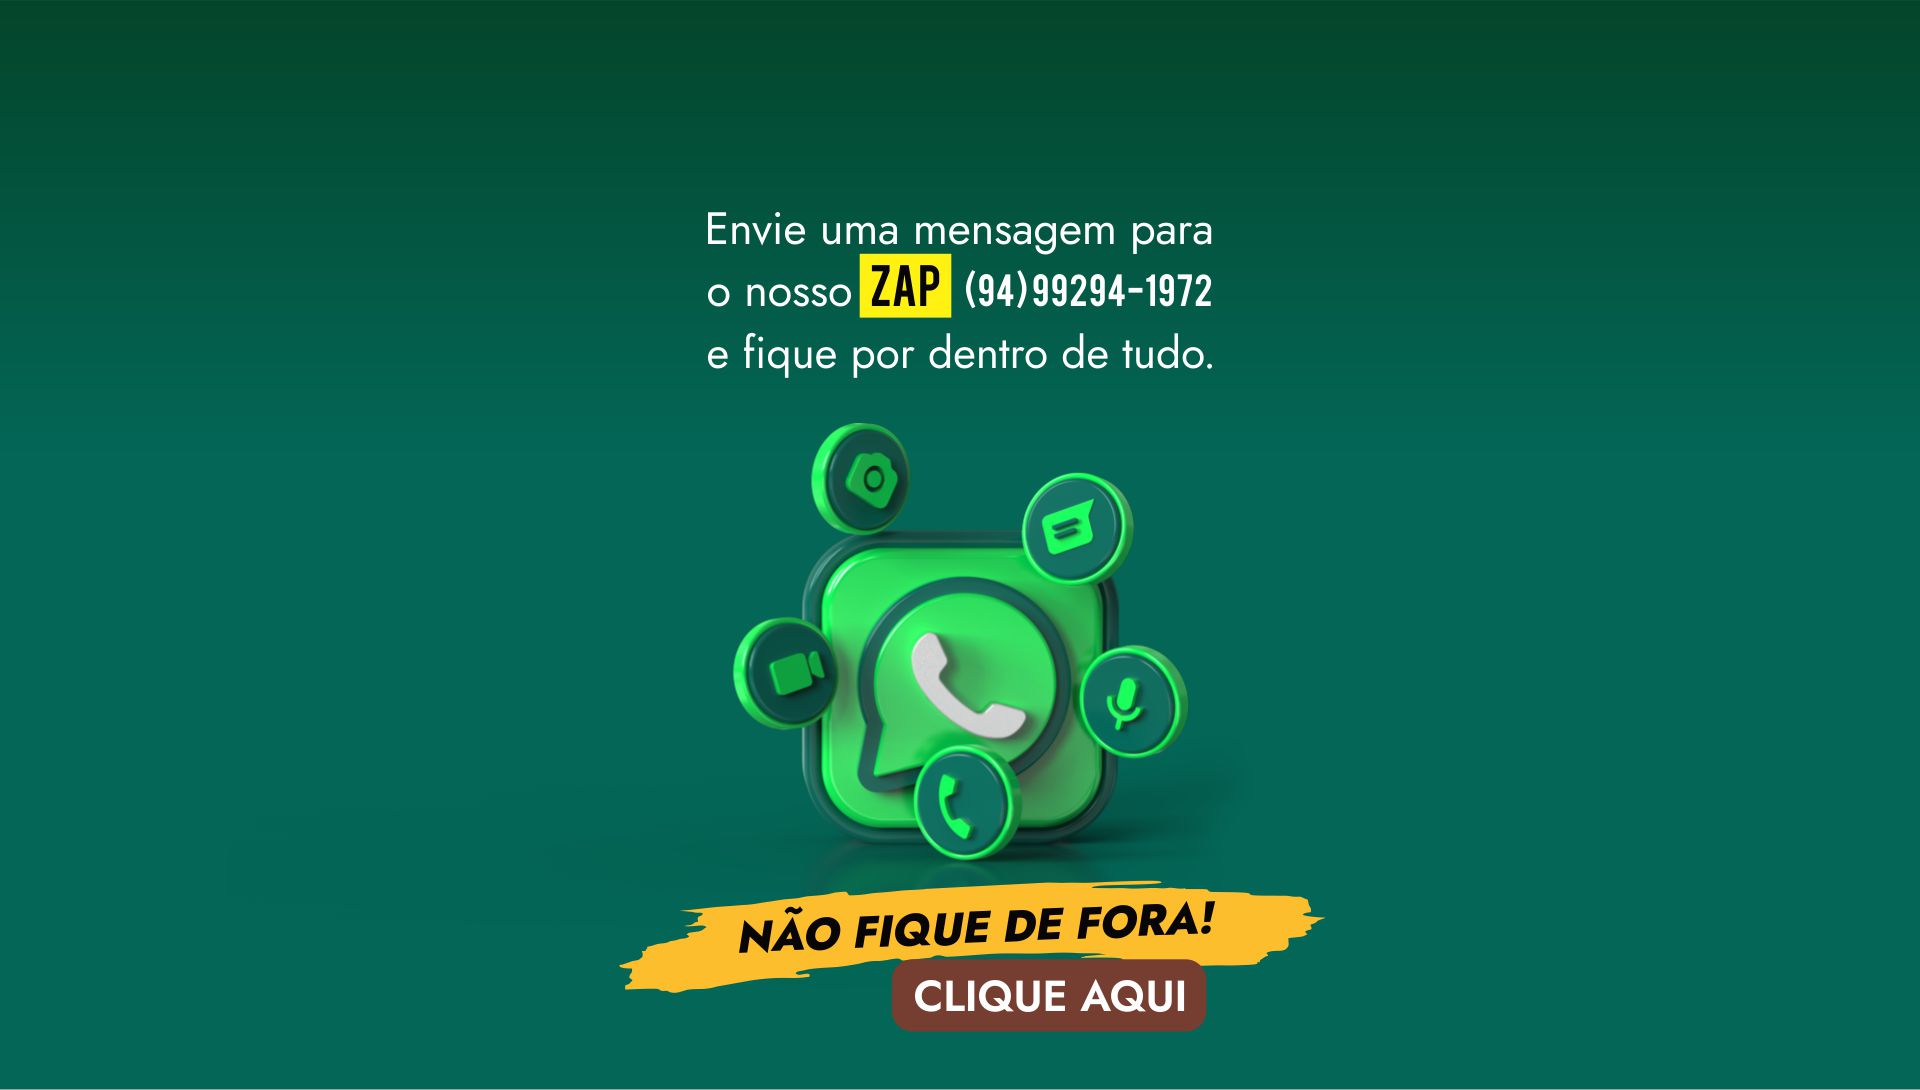 Envie uma mensagem para
o nosso ZAP (94)99294-1972
e fique por dentro de tudo.
NÃO FIQUE DE FORA!
CLIQUE AQUI